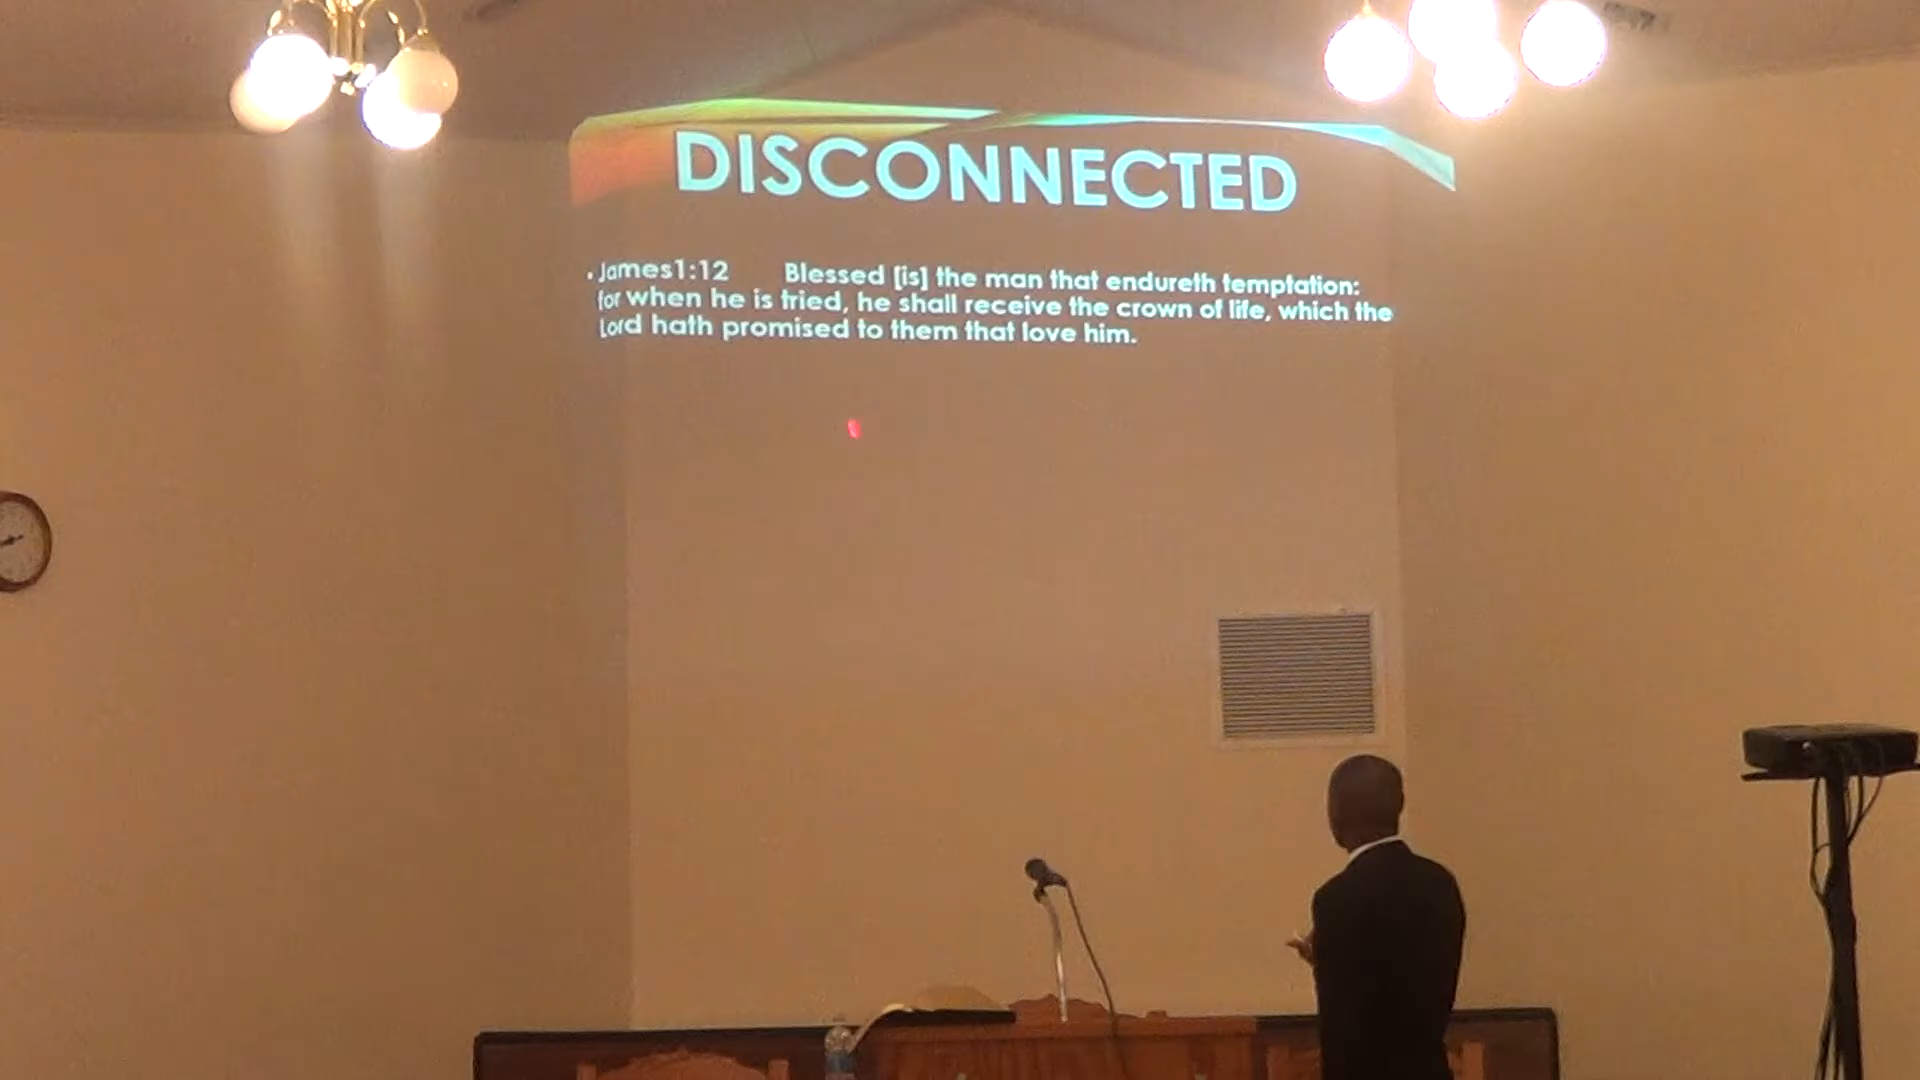 DISCONNECTED
• James1:12 Blessed [is] the man that endureth temptation:
for when he is tried, he shall receive the crown of life, which the
Lord hath promised to them that love him.